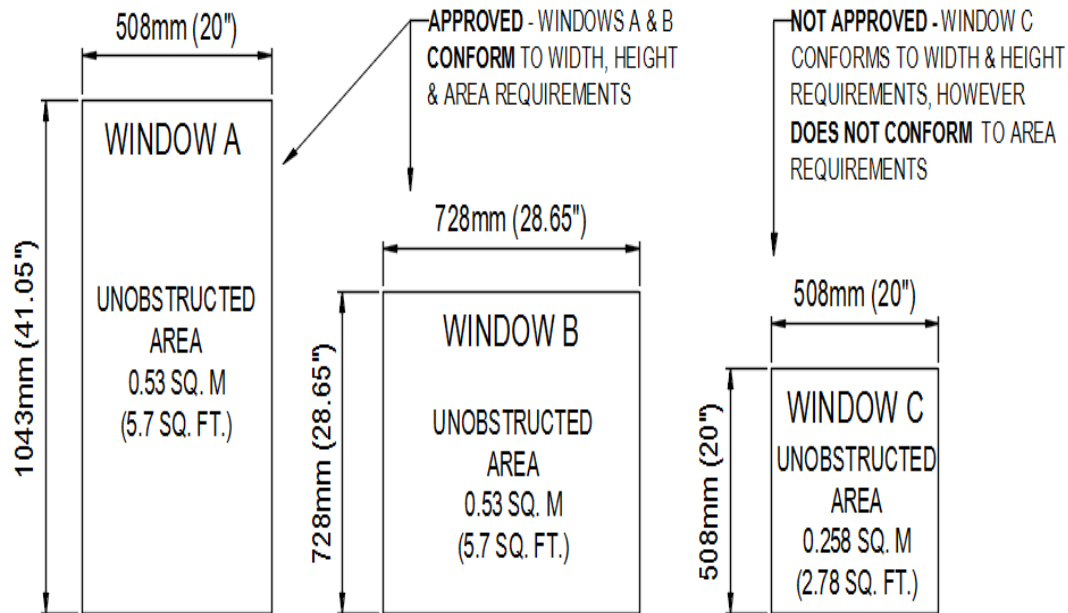 508mm (20")
WINDOW A
1043mm (41.05")
UNOBSTRUCTED
AREA
0.53 SQ. M
(5.7 SQ. FT.)
APPROVED - WINDOWS A & B
CONFORM TO WIDTH, HEIGHT
& AREA REQUIREMENTS
728mm (28.65")
WINDOW B
728mm (28.65")
UNOBSTRUCTED
AREA
0.53 SQ. M
(5.7 SQ. FT.)
NOT APPROVED - WINDOW C
CONFORMS TO WIDTH & HEIGHT
REQUIREMENTS, HOWEVER
DOES NOT CONFORM TO AREA
REQUIREMENTS
508mm (20")
WINDOW C
508mm (20")
UNOBSTRUCTED
AREA
0.258 SQ. M
(2.78 SQ. FT.)